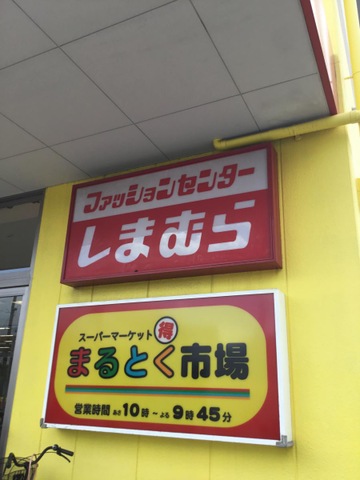 ファッションセンター
しまむら
スーパーマーケット 得
まるとく市場
営業時間 あさ10時~よる9時45分